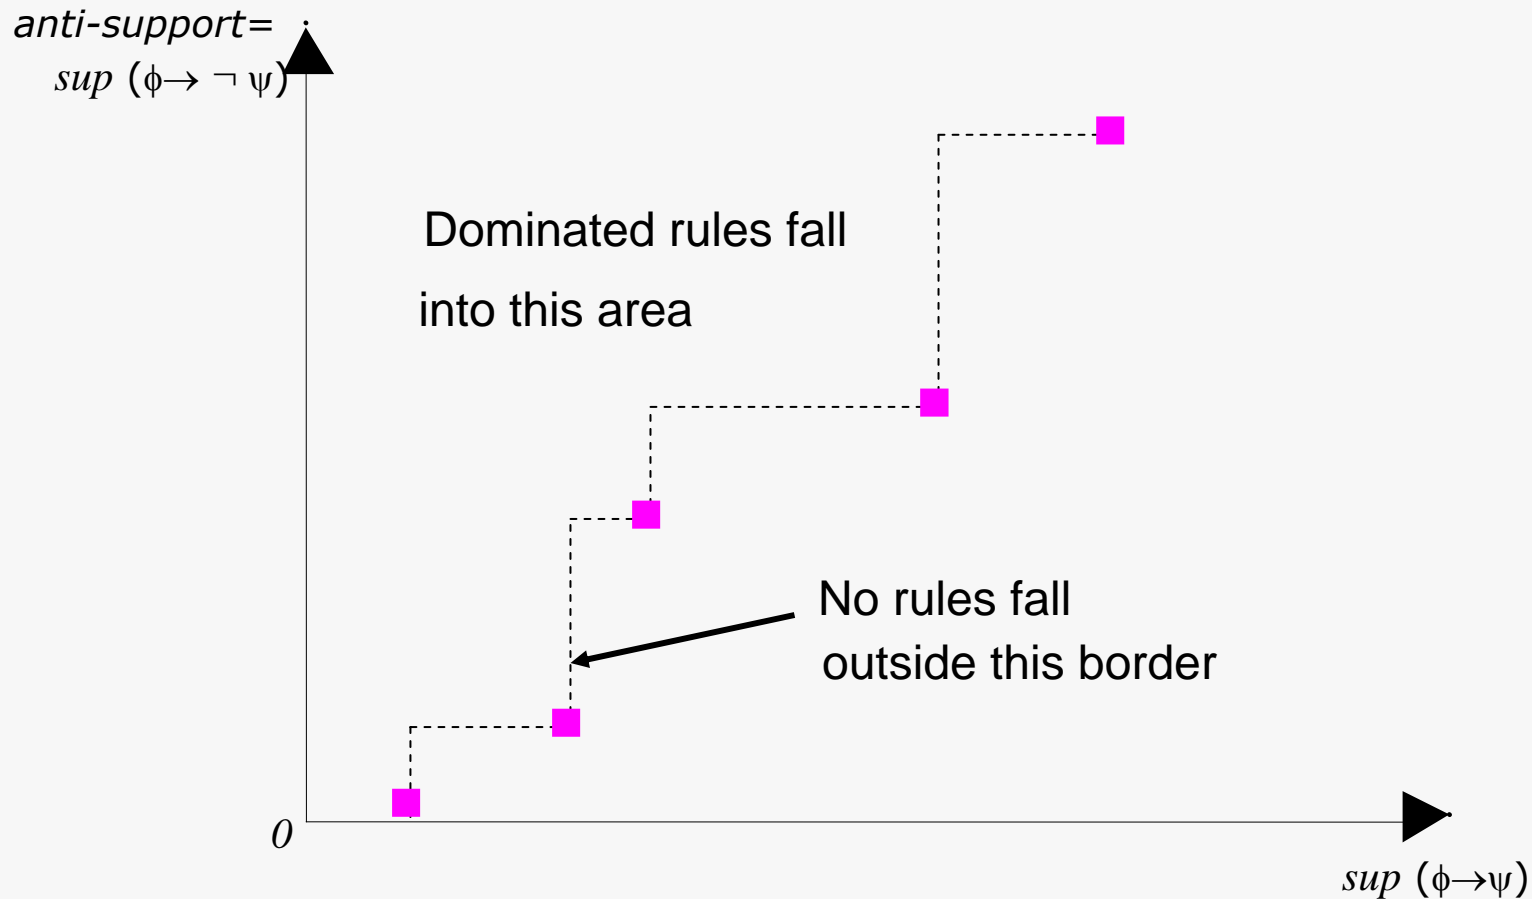 anti-support=
sup (ϕ→ ¬ ψ)
Dominated rules fall
into this area
No rules fall
outside this border
0
sup (ϕ→ψ)